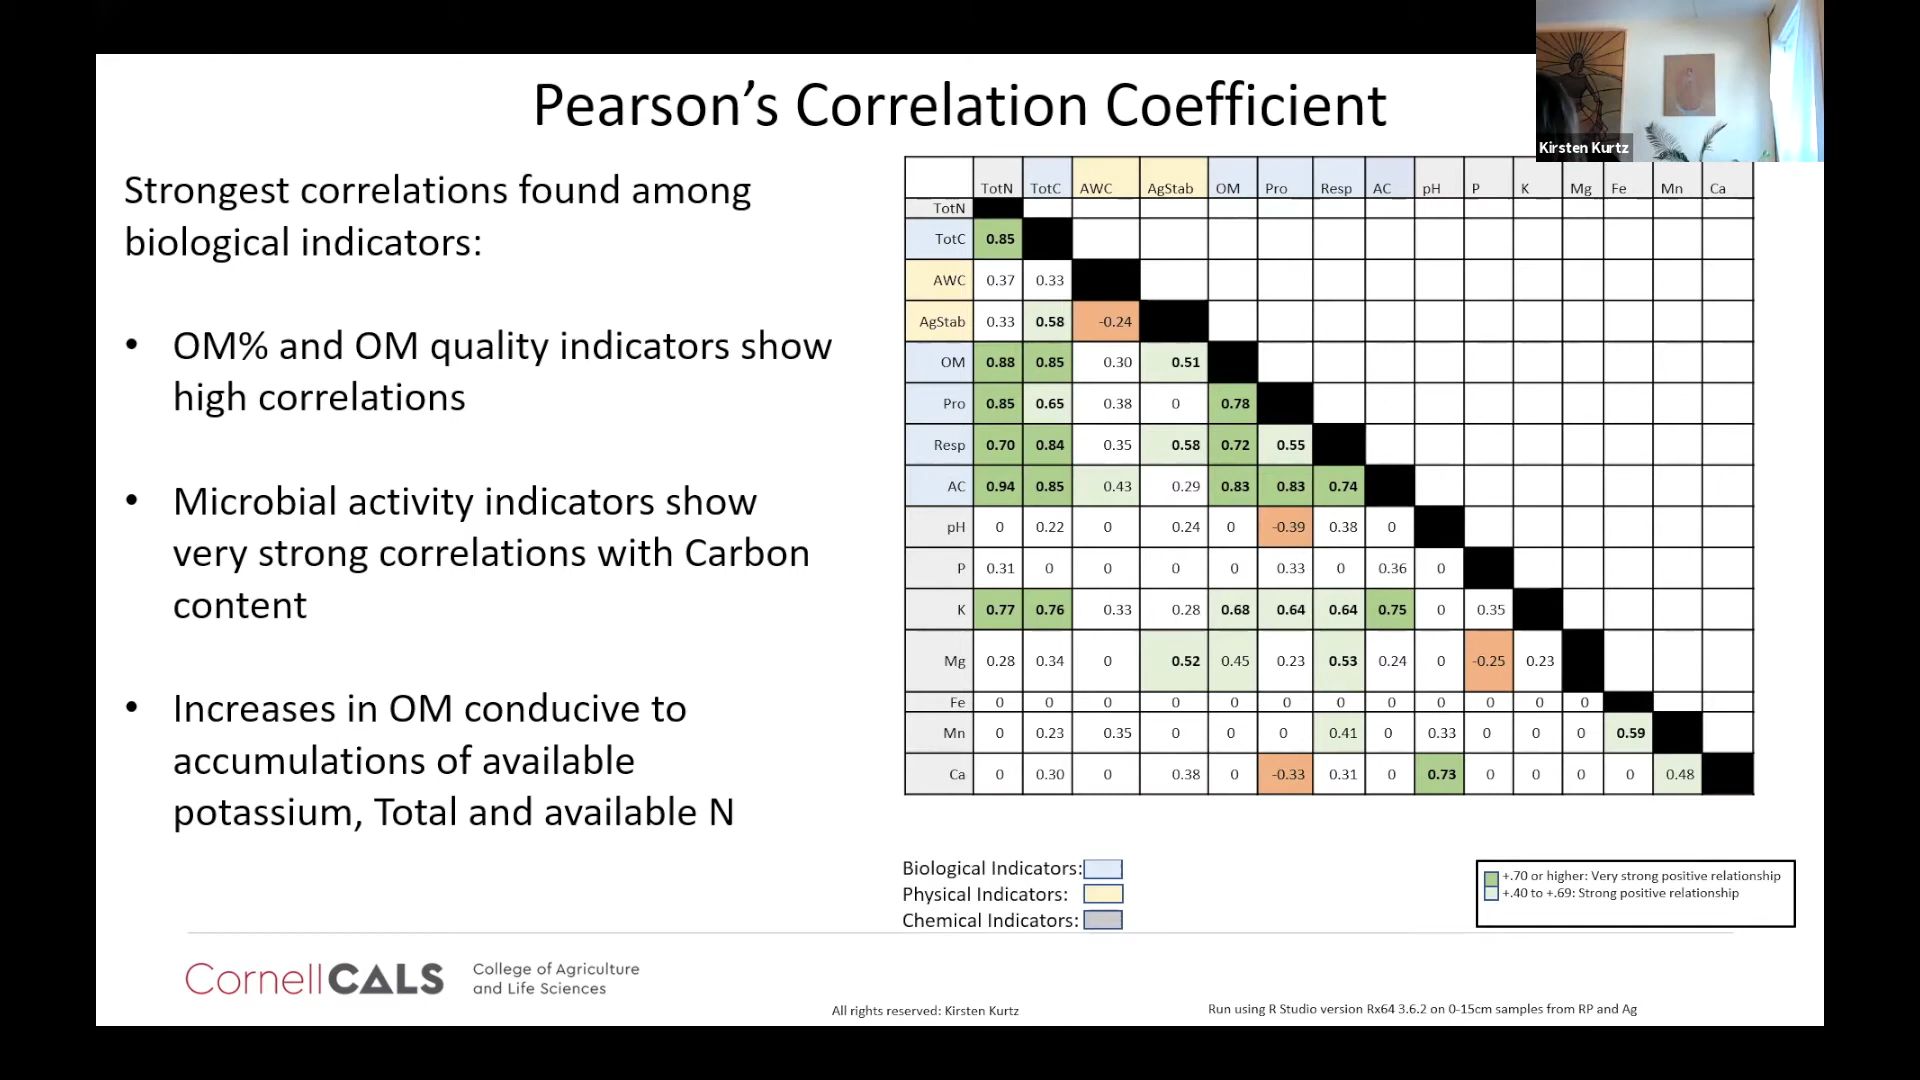 Pearson’s Correlation Coefficient
Kirsten Kurtz
Strongest correlations found among
biological indicators:
• OM% and OM quality indicators show
high correlations
• Microbial activity indicators show
very strong correlations with Carbon
content
• Increases in OM conducive to
accumulations of available
potassium, Total and available N
TotN TotC AWC AgStab OM Pro Resp AC pH P K Mg Fe Mn Ca
TotN
TotC 0.85
AWC 0.37 0.33
AgStab 0.33 0.58 -0.24
OM 0.88 0.85 0.30 0.51
Pro 0.85 0.65 0.38 0 0.78
Resp 0.70 0.84 0.35 0.58 0.72 0.55
AC 0.94 0.85 0.43 0.29 0.83 0.83 0.74
pH 0 0.22 0 0.24 0 -0.39 0.38 0
P 0.31 0 0 0 0 0.33 0 0.36 0
K 0.77 0.76 0.33 0.28 0.68 0.64 0.64 0.75 0 0.35
Mg 0.28 0.34 0 0.52 0.45 0.23 0.53 0.24 0 -0.25 0.23
Fe 0 0 0 0 0 0 0 0 0 0 0 0
Mn 0 0.23 0.35 0 0 0 0.41 0 0.33 0 0 0 0.59
Ca 0 0.30 0 0.38 0 -0.33 0.31 0 0.73 0 0 0 0 0.48
Biological Indicators:
Physical Indicators:
Chemical Indicators:
+.70 or higher: Very strong positive relationship
+.40 to +.69: Strong positive relationship
CornellCALS
College of Agriculture
and Life Sciences
All rights reserved: Kirsten Kurtz
Run using R Studio version Rx64 3.6.2 on 0-15cm samples from RP and Ag